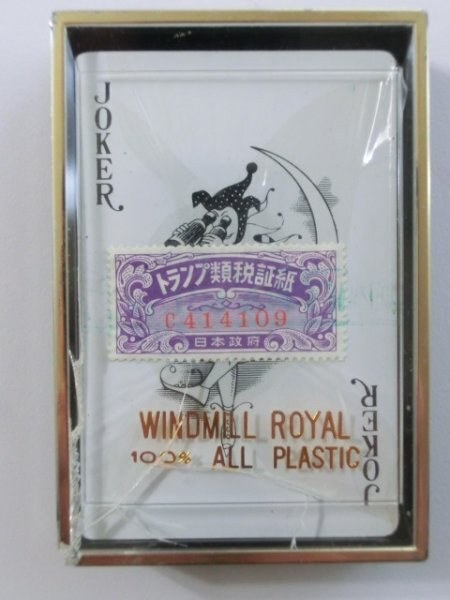 JOKER
トランプ類税証紙
C414109
日本政府
WINDMILL ROYAL
100% ALL PLASTIC
JOKER